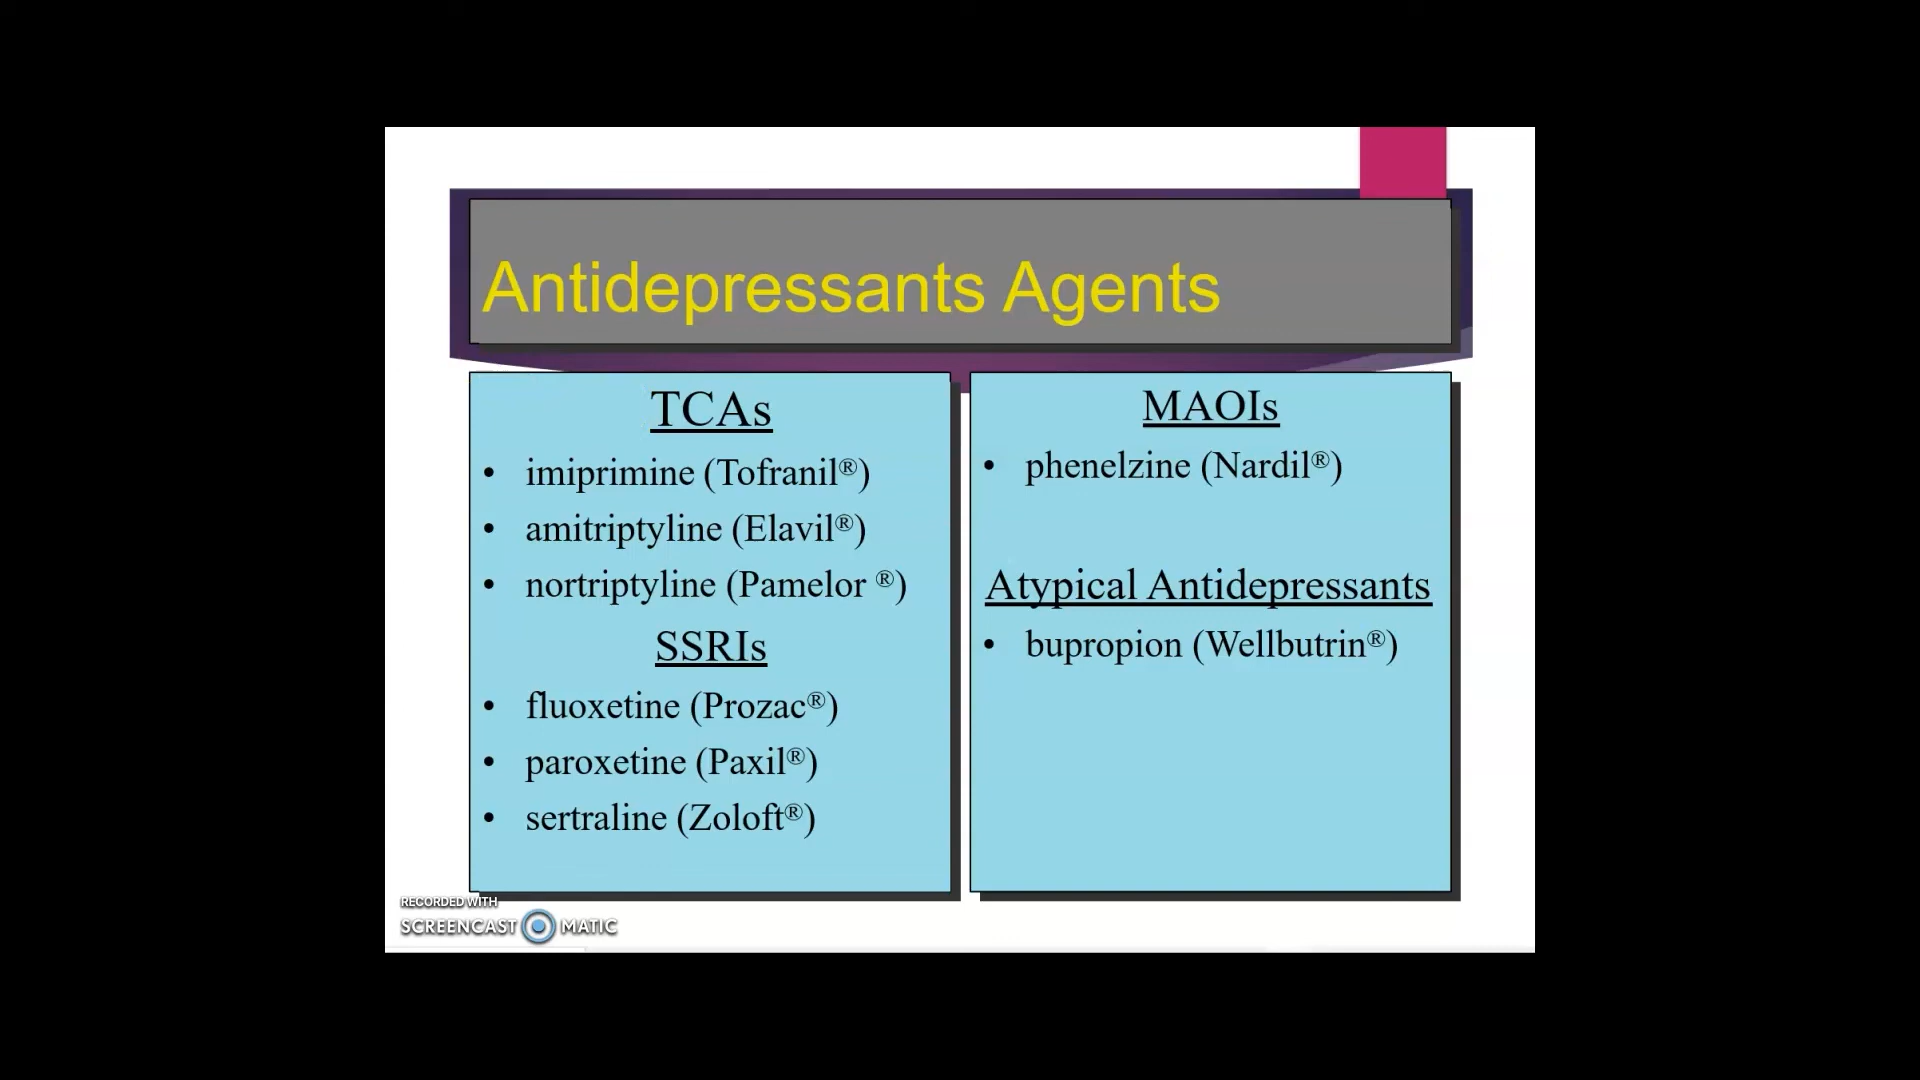 Antidepressants Agents
TCAs
• imiprimine (Tofranil®)
• amitriptyline (Elavil®)
• nortriptyline (Pamelor ®)
SSRIs
• fluoxetine (Prozac®)
• paroxetine (Paxil®)
• sertraline (Zoloft®)
MAOIs
• phenelzine (Nardil®)
Atypical Antidepressants
• bupropion (Wellbutrin®)
RECORDED WITH
SCREENCAST MATIC